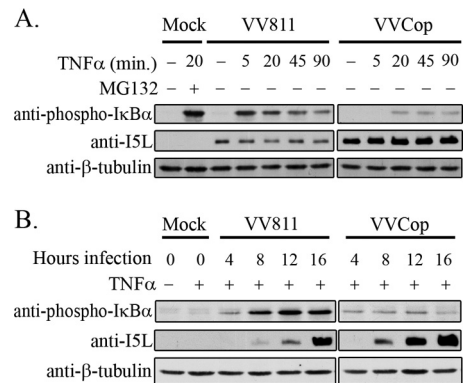 A.
Mock VV811 VVCop
TNFα (min.) – 20 – 5 20 45 90 – 5 20 45 90
MG132 – + – – – – – – – – – –
anti-phospho-IκBα
anti-I5L
anti-β-tubulin
B.
Mock VV811 VVCop
Hours infection 0 0 4 8 12 16 4 8 12 16
TNFα – + + + + + + + + +
anti-phospho-IκBα
anti-I5L
anti-β-tubulin